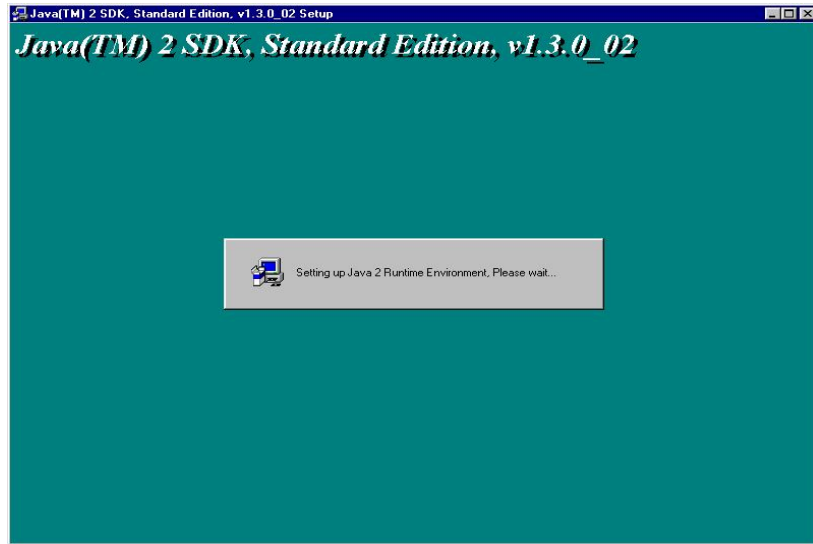 Java(TM) 2 SDK, Standard Edition, v1.3.0_02 Setup
Java(TM) 2 SDK, Standard Edition, v1.3.0_02
Setting up Java 2 Runtime Environment, Please wait...